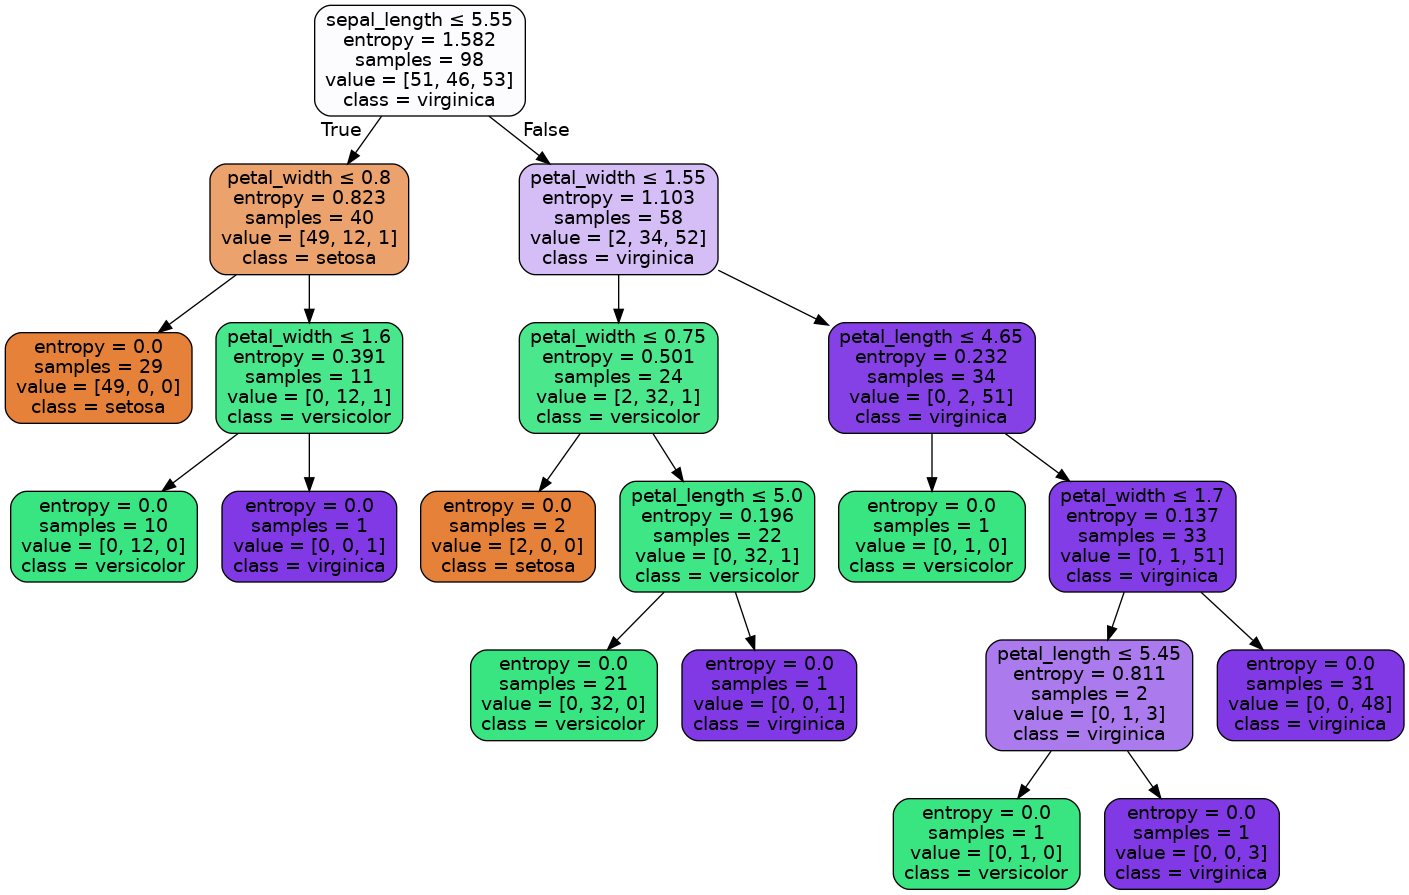 sepal_length ≤ 5.55
entropy = 1.582
samples = 98
value = [51, 46, 53]
class = virginica
True
False
petal_width ≤ 0.8
entropy = 0.823
samples = 40
value = [49, 12, 1]
class = setosa
petal_width ≤ 1.55
entropy = 1.103
samples = 58
value = [2, 34, 52]
class = virginica
entropy = 0.0
samples = 29
value = [49, 0, 0]
class = setosa
petal_width ≤ 1.6
entropy = 0.391
samples = 11
value = [0, 12, 1]
class = versicolor
petal_width ≤ 0.75
entropy = 0.501
samples = 24
value = [2, 32, 1]
class = versicolor
petal_length ≤ 4.65
entropy = 0.232
samples = 34
value = [0, 2, 51]
class = virginica
entropy = 0.0
samples = 10
value = [0, 12, 0]
class = versicolor
entropy = 0.0
samples = 1
value = [0, 0, 1]
class = virginica
entropy = 0.0
samples = 2
value = [2, 0, 0]
class = setosa
petal_length ≤ 5.0
entropy = 0.196
samples = 22
value = [0, 32, 1]
class = versicolor
entropy = 0.0
samples = 1
value = [0, 1, 0]
class = versicolor
petal_width ≤ 1.7
entropy = 0.137
samples = 33
value = [0, 1, 51]
class = virginica
entropy = 0.0
samples = 21
value = [0, 32, 0]
class = versicolor
entropy = 0.0
samples = 1
value = [0, 0, 1]
class = virginica
petal_length ≤ 5.45
entropy = 0.811
samples = 2
value = [0, 1, 3]
class = virginica
entropy = 0.0
samples = 31
value = [0, 0, 48]
class = virginica
entropy = 0.0
samples = 1
value = [0, 1, 0]
class = versicolor
entropy = 0.0
samples = 1
value = [0, 0, 3]
class = virginica